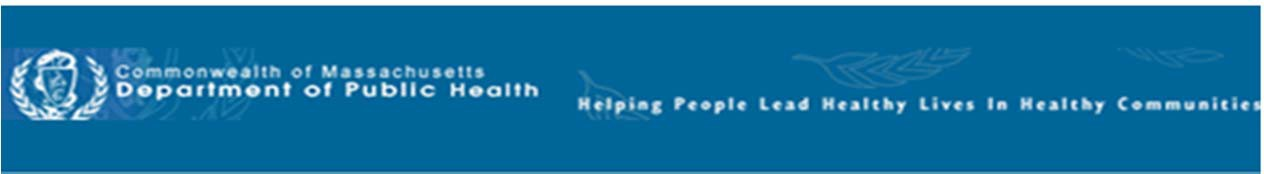 Commonwealth of Massachusetts
Department of Public Health
Helping People Lead Healthy Lives In Healthy Communities